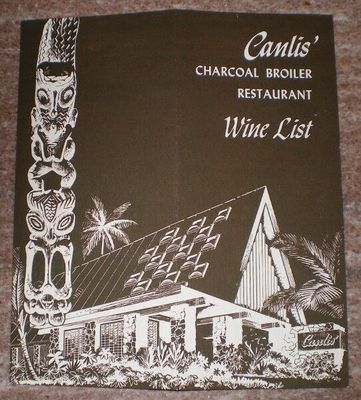 Canlis'
CHARCOAL BROILER
RESTAURANT
Wine List
Canlis'